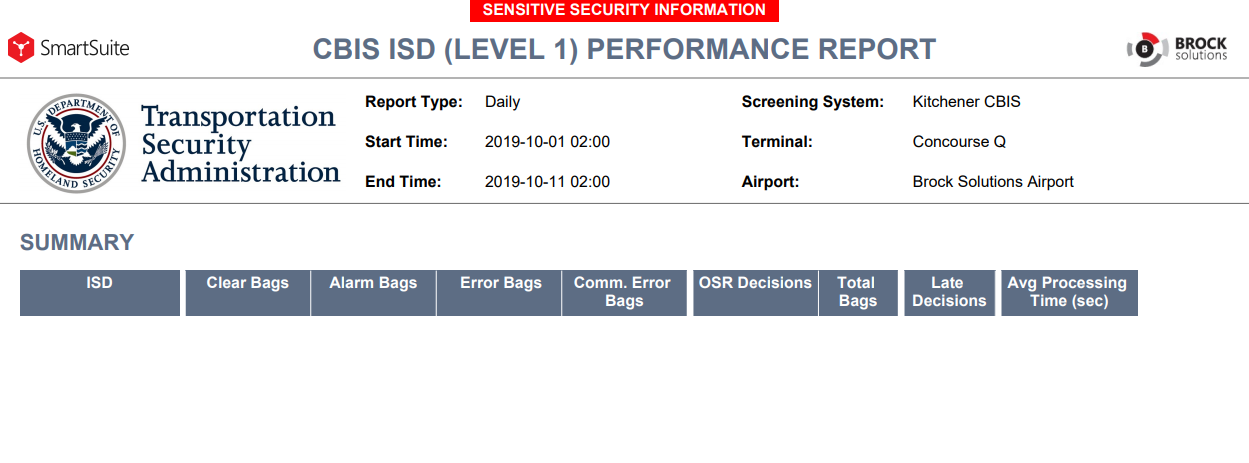 SENSITIVE SECURITY INFORMATION
SmartSuite
CBIS ISD (LEVEL 1) PERFORMANCE REPORT
B BROCK
solutions
U.S. DEPARTMENT OF
HOMELAND SECURITY
Transportation
Security
Administration
Report Type: Daily
Screening System: Kitchener CBIS
Start Time: 2019-10-01 02:00
Terminal: Concourse Q
End Time: 2019-10-11 02:00
Airport: Brock Solutions Airport
SUMMARY
ISD Clear Bags Alarm Bags Error Bags Comm. Error OSR Decisions Total Late Avg Processing
Bags Bags Decisions Time (sec)